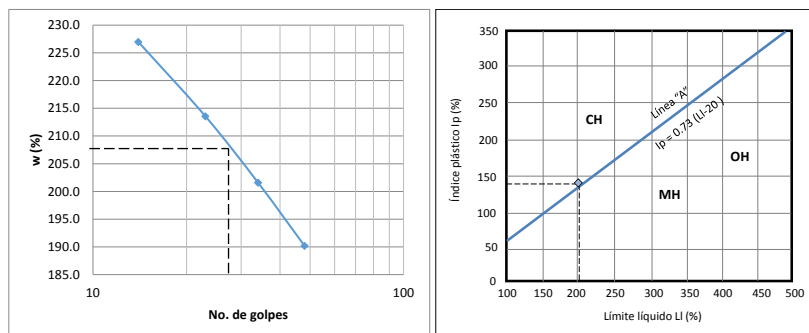 230.0
225.0
220.0
215.0
210.0
205.0
200.0
195.0
190.0
185.0
w (%)
10
100
No. de golpes
350
300
250
200
150
100
50
0
Índice plástico Ip (%)
CH
Línea "A"
Ip = 0.73 (Ll-20 )
OH
MH
100 150 200 250 300 350 400 450 500
Límite líquido Ll (%)